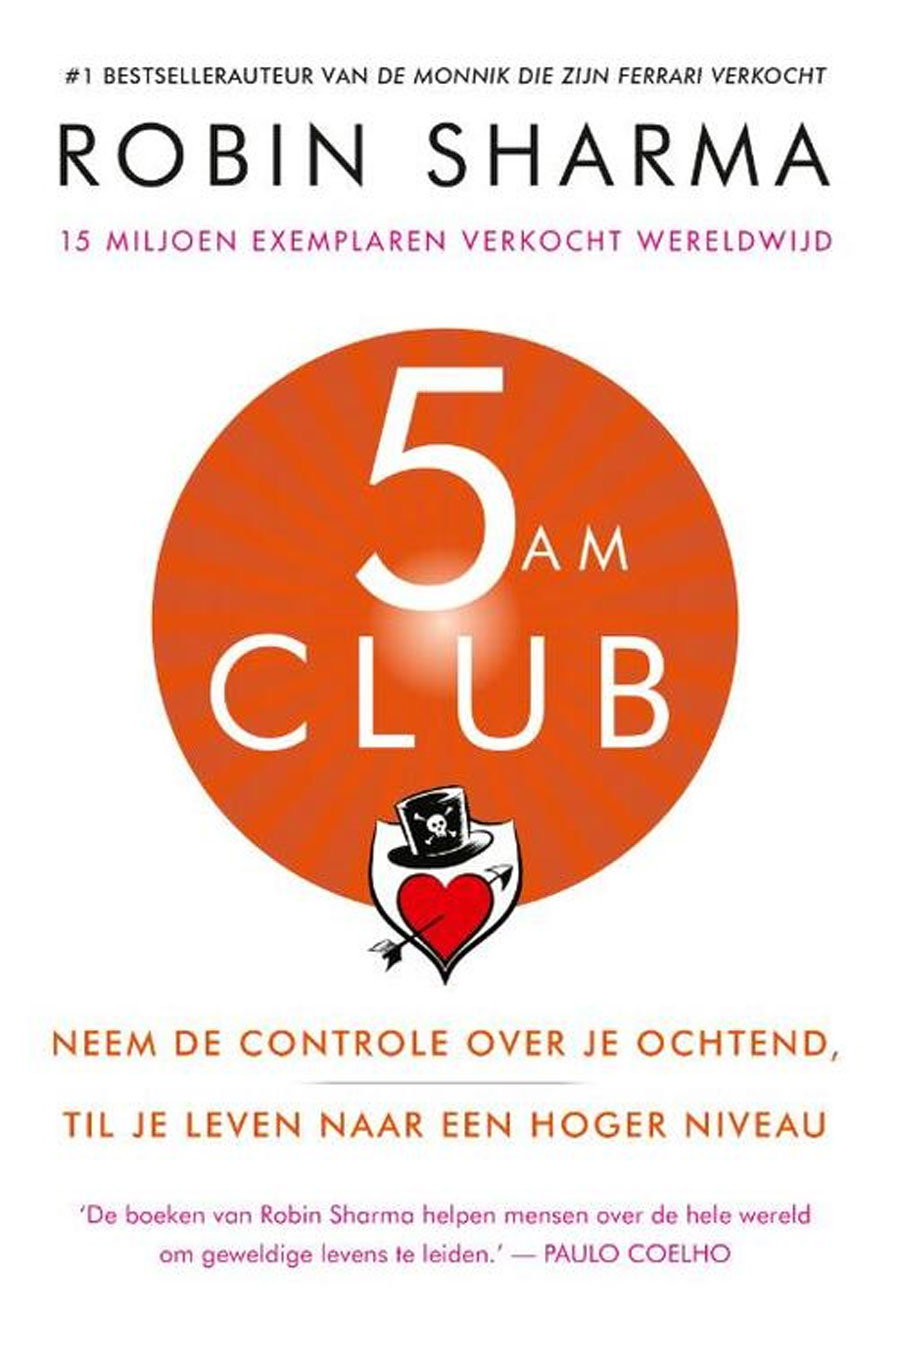 #1 BESTSELLERAUTEUR VAN DE MONNIK DIE ZIJN FERRARI VERKOCHT
ROBIN SHARMA
15 MILJOEN EXEMPLAREN VERKOCHT WERELDWIJD
5 AM
CLUB
NEEM DE CONTROLE OVER JE OCHTEND,
TIL JE LEVEN NAAR EEN HOGER NIVEAU
‘De boeken van Robin Sharma helpen mensen over de hele wereld
om geweldige levens te leiden.’ — PAULO COELHO